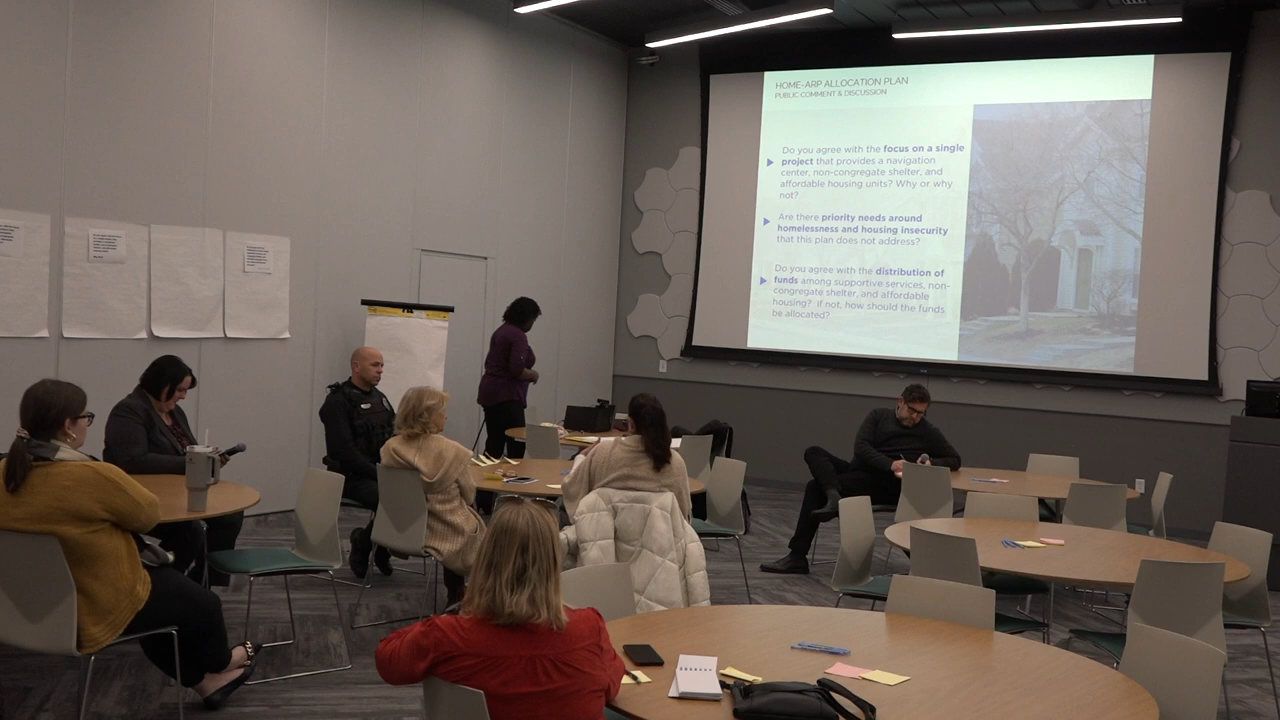 HOME-ARP ALLOCATION PLAN
PUBLIC COMMENT & DISCUSSION
Do you agree with the focus on a single
project that provides a navigation
center, non-congregate shelter, and
affordable housing units? Why or why
not?
Are there priority needs around
homelessness and housing insecurity
that this plan does not address?
Do you agree with the distribution of
funds among supportive services, non-
congregate shelter, and affordable
housing? If not, how should the funds
be allocated?